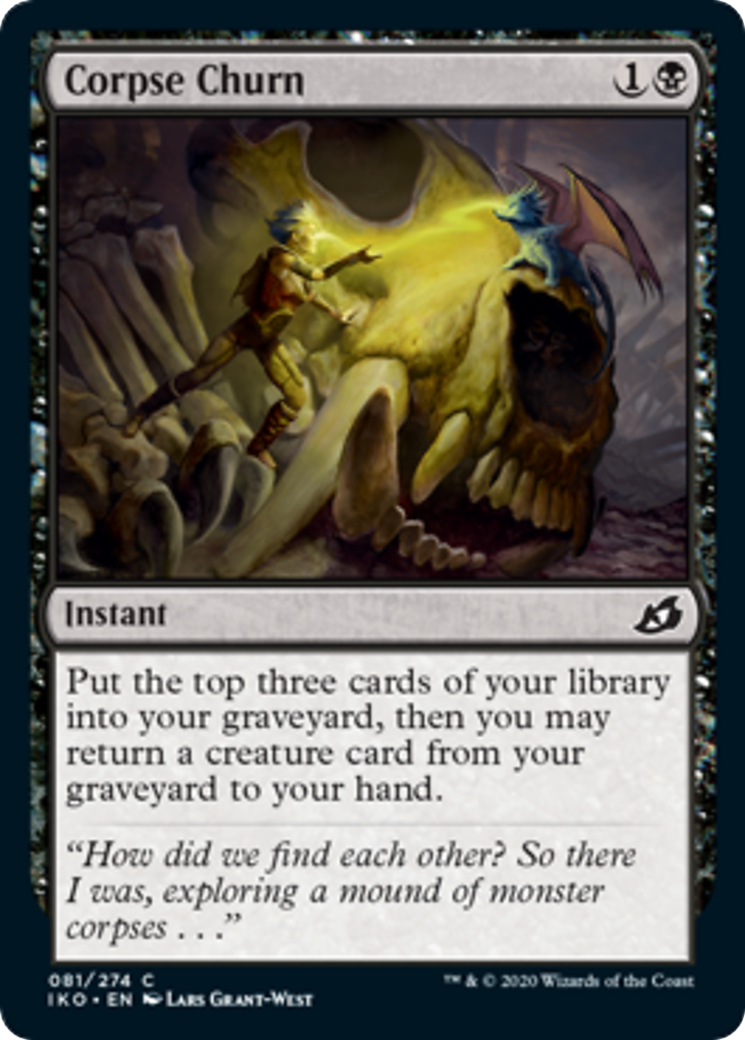 Corpse Churn 1
Instant
Put the top three cards of your library
into your graveyard, then you may
return a creature card from your
graveyard to your hand.
“How did we find each other? So there
I was, exploring a mound of monster
corpses . . .”
081/274 C
™ & © 2020 Wizards of the Coast
IKO • EN Lars Grant-West